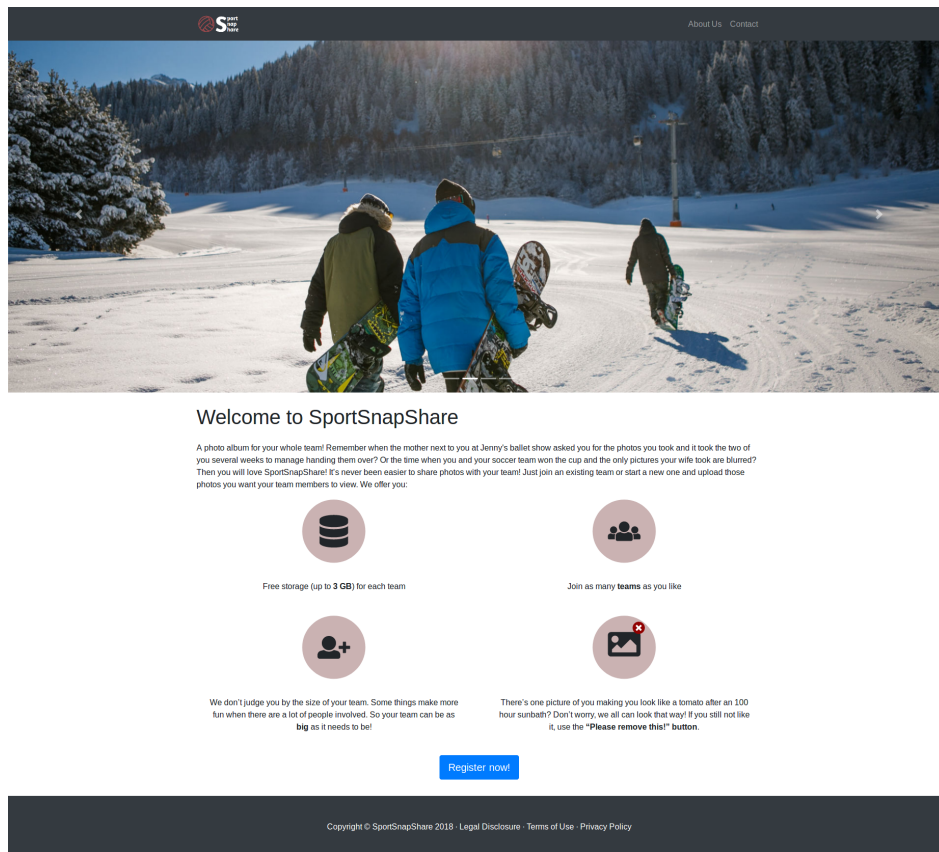 Sport
Snap
Share
About Us Contact
Welcome to SportSnapShare
A photo album for your whole team! Remember when the mother next to you at Jenny's ballet show asked you for the photos you took and it took the two of
you several weeks to manage handing them over? Or the time when you and your soccer team won the cup and the only pictures your wife took are blurred?
Then you will love SportSnapShare! It's never been easier to share photos with your team! Just join an existing team or start a new one and upload those
photos you want your team members to view. We offer you:
Free storage (up to 3 GB) for each team
Join as many teams as you like
We don't judge you by the size of your team. Some things make more
fun when there are a lot of people involved. So your team can be as
big as it needs to be!
There's one picture of you making you look like a tomato after an 100
hour sunbath? Don't worry, we all can look that way! If you still not like
it, use the “Please remove this!” button.
Register now!
Copyright © SportSnapShare 2018 · Legal Disclosure · Terms of Use · Privacy Policy